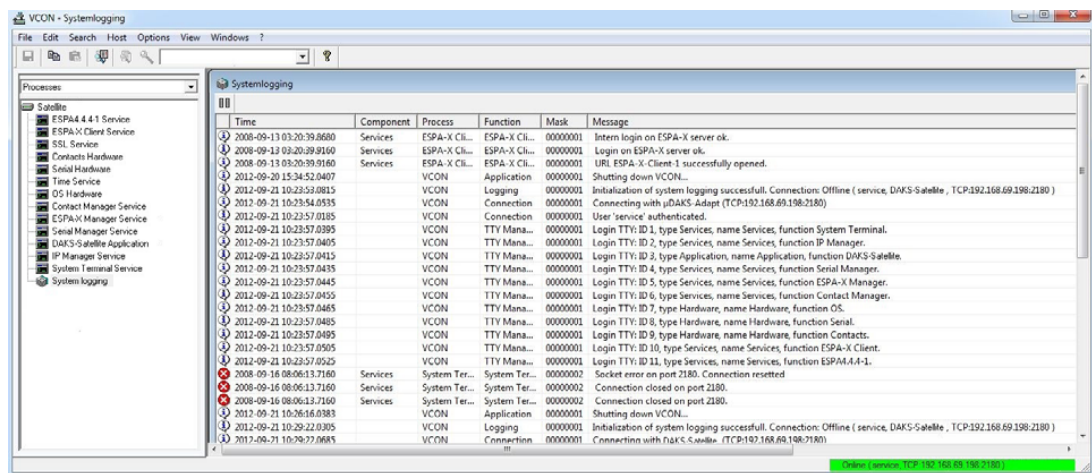 VCON - Systemlogging
File Edit Search Host Options View Windows ?
Processes
Satellite
ESPA4.4.4-1 Service
ESPA-X Client Service
SSL Service
Contacts Hardware
Serial Hardware
Time Service
OS Hardware
Contact Manager Service
ESPA-X Manager Service
Serial Manager Service
DAKS-Satellite Application
IP Manager Service
System Terminal Service
System logging
Systemlogging
Time Component Process Function Mask Message
2008-09-13 03:20:39.8680 Services ESPA-X Cli... ESPA-X Cli... 00000001 Intern login on ESPA-X server ok.
2008-09-13 03:20:39.9160 Services ESPA-X Cli... ESPA-X Cli... 00000001 Login on ESPA-X server ok.
2008-09-13 03:20:39.9160 Services ESPA-X Cli... ESPA-X Cli... 00000001 URL ESPA-X-Client-1 successfully opened.
2012-09-20 15:34:52.0407 VCON Application 00000001 Shutting down VCON...
2012-09-21 10:23:53.0815 VCON Logging 00000001 Initialization of system logging successfull. Connection: Offline ( service, DAKS-Satelite , TCP:192.168.69.198:2180 )
2012-09-21 10:23:54.0535 VCON Connection 00000001 Connecting with µDAKS-Adapt (TCP:192.168.69.198:2180)
2012-09-21 10:23:57.0185 VCON Connection 00000001 User 'service' authenticated.
2012-09-21 10:23:57.0395 VCON TTY Mana... 00000001 Login TTY: ID 1, type Services, name Services, function System Terminal.
2012-09-21 10:23:57.0405 VCON TTY Mana... 00000001 Login TTY: ID 2, type Services, name Services, function IP Manager.
2012-09-21 10:23:57.0415 VCON TTY Mana... 00000001 Login TTY: ID 3, type Application, name Application, function DAKS-Satelite.
2012-09-21 10:23:57.0435 VCON TTY Mana... 00000001 Login TTY: ID 4, type Services, name Services, function Serial Manager.
2012-09-21 10:23:57.0445 VCON TTY Mana... 00000001 Login TTY: ID 5, type Services, name Services, function ESPA-X Manager.
2012-09-21 10:23:57.0455 VCON TTY Mana... 00000001 Login TTY: ID 6, type Services, name Services, function Contact Manager.
2012-09-21 10:23:57.0465 VCON TTY Mana... 00000001 Login TTY: ID 7, type Hardware, name Hardware, function OS.
2012-09-21 10:23:57.0485 VCON TTY Mana... 00000001 Login TTY: ID 8, type Hardware, name Hardware, function Serial.
2012-09-21 10:23:57.0495 VCON TTY Mana... 00000001 Login TTY: ID 9, type Hardware, name Hardware, function Contacts.
2012-09-21 10:23:57.0505 VCON TTY Mana... 00000001 Login TTY: ID 10, type Services, name Services, function ESPA-X Client.
2012-09-21 10:23:57.0525 VCON TTY Mana... 00000001 Login TTY: ID 11, type Services, name Services, function ESPA4.4.4-1.
2008-09-16 08:06:13.7160 Services System Ter... System Ter... 00000002 Socket error on port 2180. Connection resetted
2008-09-16 08:06:13.7160 Services System Ter... System Ter... 00000002 Connection closed on port 2180.
2008-09-16 08:06:13.7160 Services System Ter... System Ter... 00000002 Connection closed on port 2180.
2012-09-21 10:26:16.0383 VCON Application 00000001 Shutting down VCON...
2012-09-21 10:29:22.0305 VCON Logging 00000001 Initialization of system logging successfull. Connection: Offline ( service, DAKS-Satelite , TCP:192.168.69.198:2180 )
2012-09-21 10:29:22.0685 VCON Connection 00000001 Connecting with DAKS-Satelite (TCP:192.168.69.198:2180)
Online ( service, TCP:192.168.69.198:2180 )